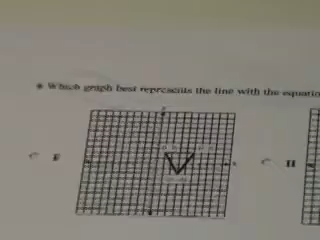 Which graph best represents the line with the equation
F
H